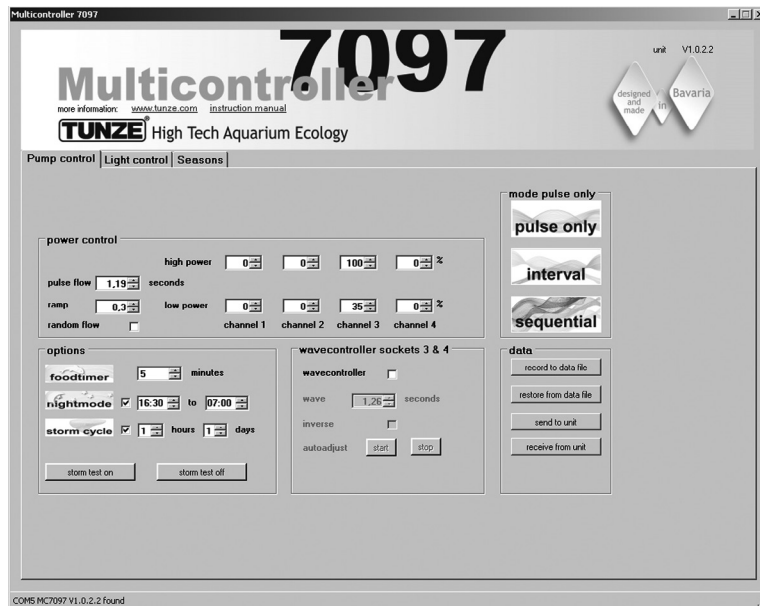 Multicontroller 7097
7097
Multicontroller
unit V1.0.2.2
more information: www.tunze.com instruction manual
designed and made in Bavaria
TUNZE® High Tech Aquarium Ecology
Pump control Light control Seasons
mode pulse only
pulse only
interval
sequential
power control
high power 0 0 100 0 %
pulse flow 1,19 seconds
ramp 0,3 low power 0 0 35 0 %
random flow channel 1 channel 2 channel 3 channel 4
options
foodtimer 5 minutes
nightmode 16:30 to 07:00
storm cycle 1 hours 1 days
storm test on storm test off
wavecontroller sockets 3 & 4
wavecontroller
wave 1,26 seconds
inverse
autoadjust start stop
data
record to data file
restore from data file
send to unit
receive from unit
COM5 MC7097 V1.0.2.2 found